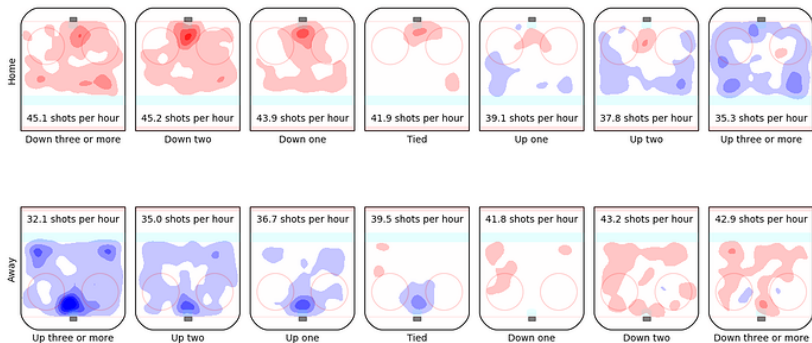 Home
45.1 shots per hour
45.2 shots per hour
43.9 shots per hour
41.9 shots per hour
39.1 shots per hour
37.8 shots per hour
35.3 shots per hour
Down three or more
Down two
Down one
Tied
Up one
Up two
Up three or more
Away
32.1 shots per hour
35.0 shots per hour
36.7 shots per hour
39.5 shots per hour
41.8 shots per hour
43.2 shots per hour
42.9 shots per hour
Up three or more
Up two
Up one
Tied
Down one
Down two
Down three or more